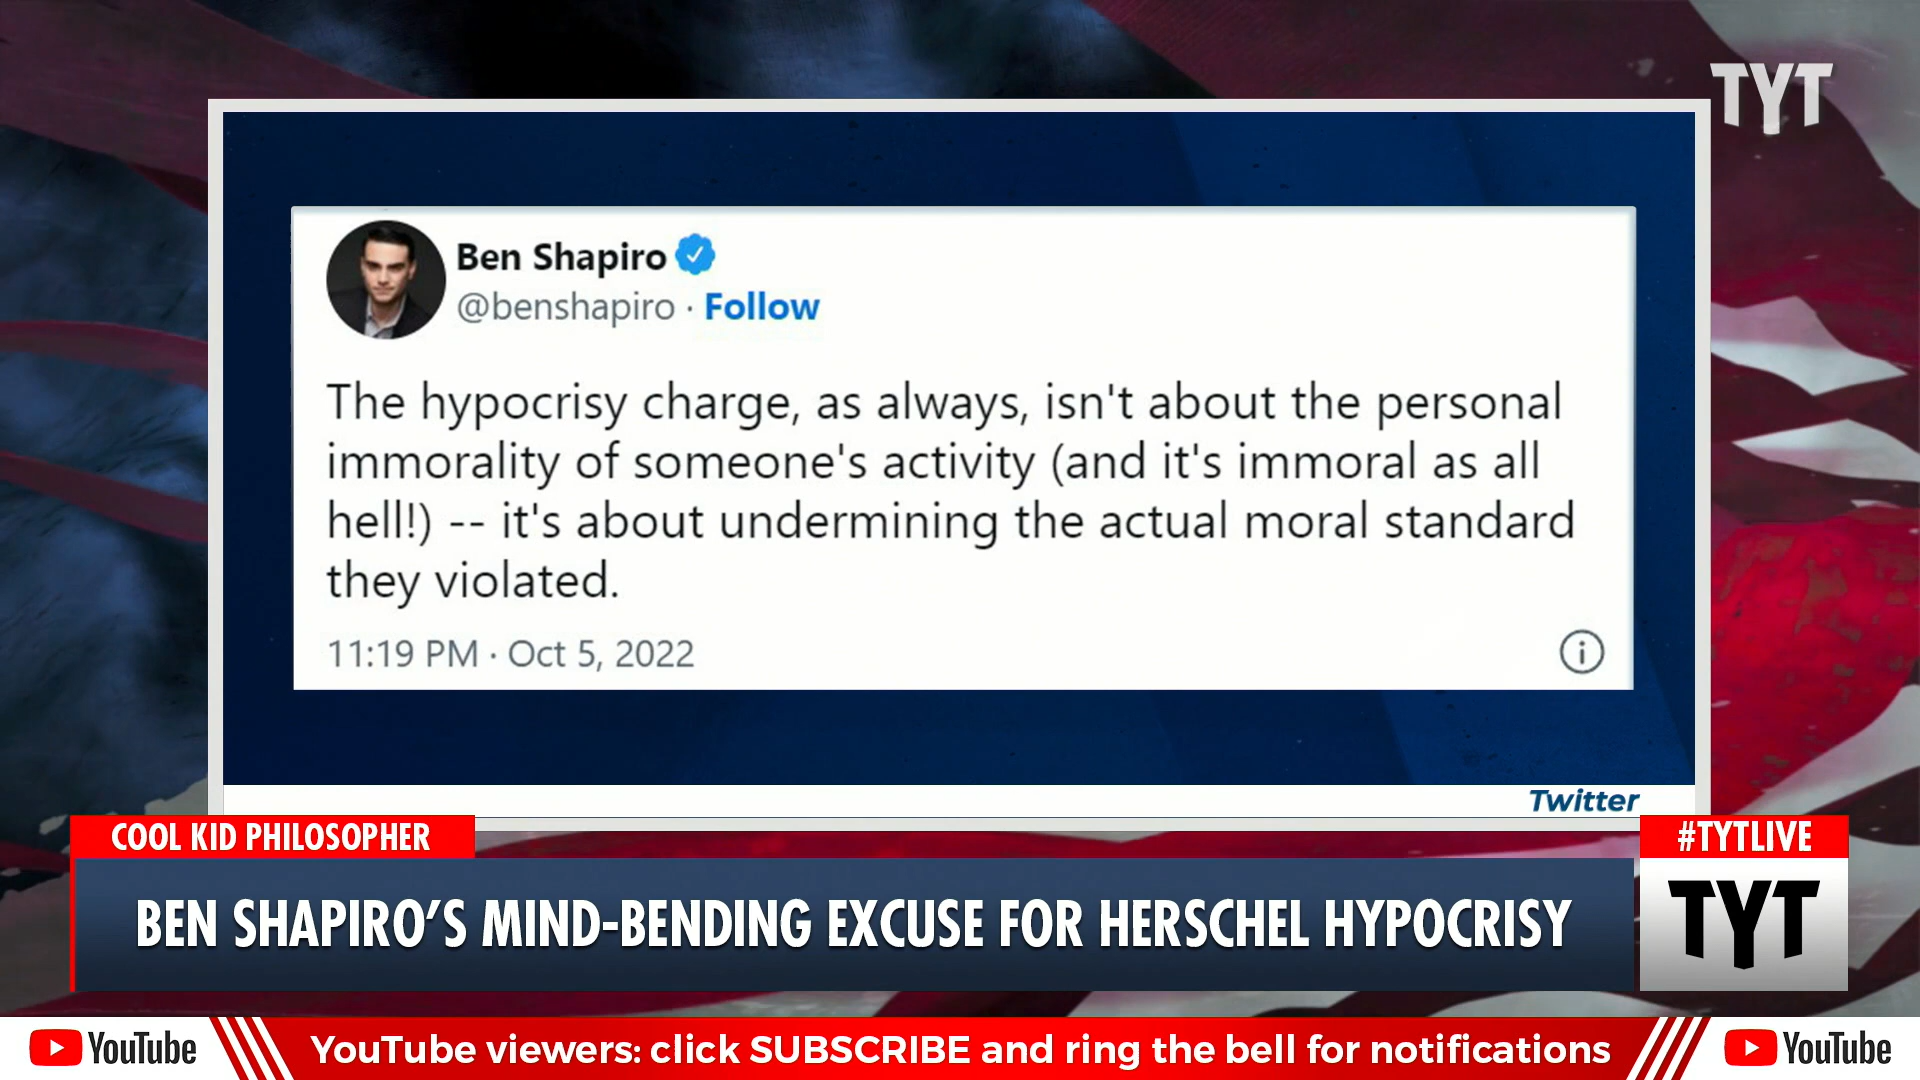 TYT
Ben Shapiro
@benshapiro · Follow
The hypocrisy charge, as always, isn't about the personal
immorality of someone's activity (and it's immoral as all
hell!) -- it's about undermining the actual moral standard
they violated.
11:19 PM · Oct 5, 2022
Twitter
COOL KID PHILOSOPHER
#TYTLIVE
BEN SHAPIRO’S MIND-BENDING EXCUSE FOR HERSCHEL HYPOCRISY
TYT
YouTube
YouTube viewers: click SUBSCRIBE and ring the bell for notifications
YouTube